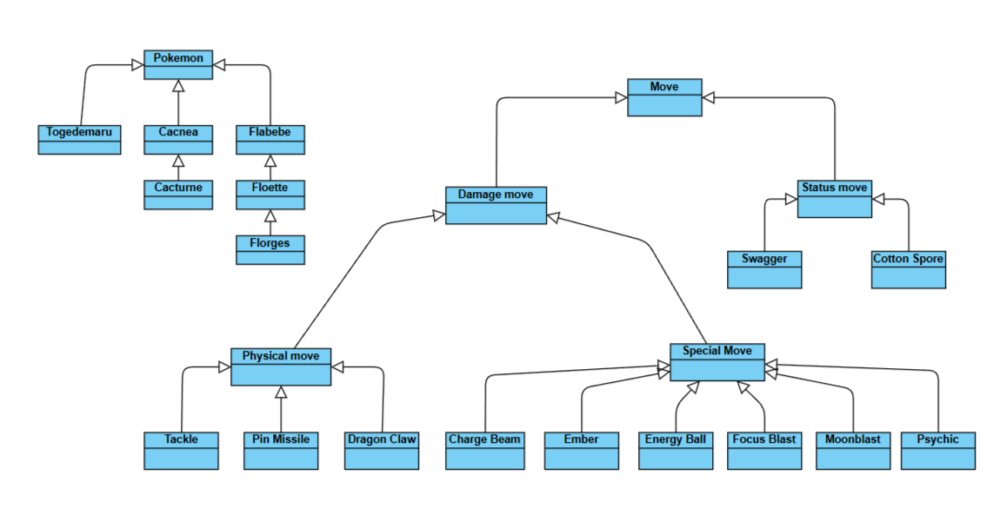 Pokemon
Move
Togedemaru
Cacnea
Flabebe
Cacturne
Floette
Damage move
Status move
Florges
Swagger
Cotton Spore
Physical move
Special Move
Tackle
Pin Missile
Dragon Claw
Charge Beam
Ember
Energy Ball
Focus Blast
Moonblast
Psychic